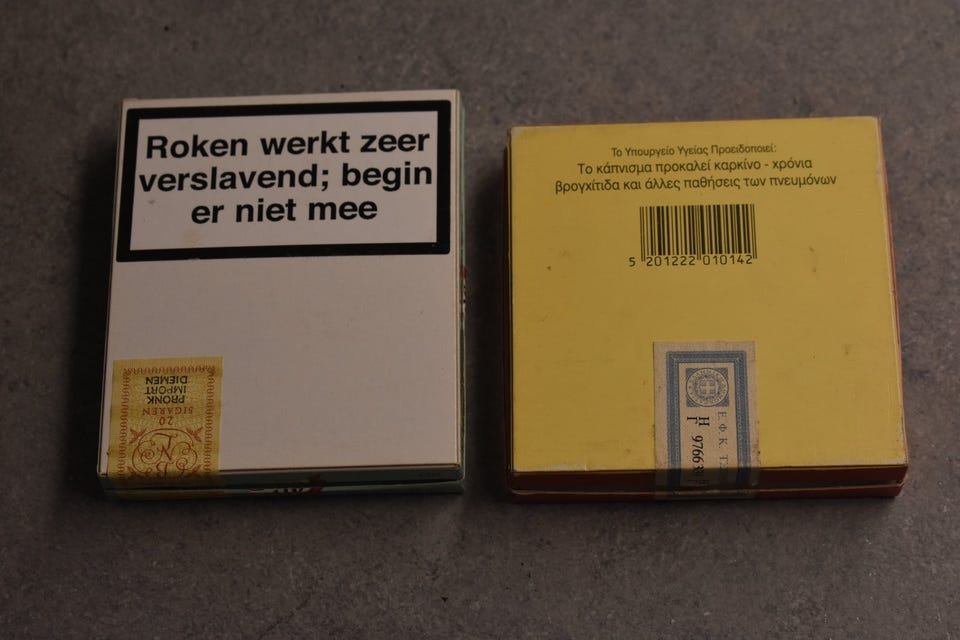 Roken werkt zeer
verslavend; begin
er niet mee
PRONK
IMPORT
DIEMEN
SIGAREN
20
Το Υπουργείο Υγείας Προειδοποιεί:
Το κάπνισμα προκαλεί καρκίνο - χρόνια
βρογχίτιδα και άλλες παθήσεις των πνευμόνων
5 201222 010142
Ε. Φ. Κ. Τ.
Η